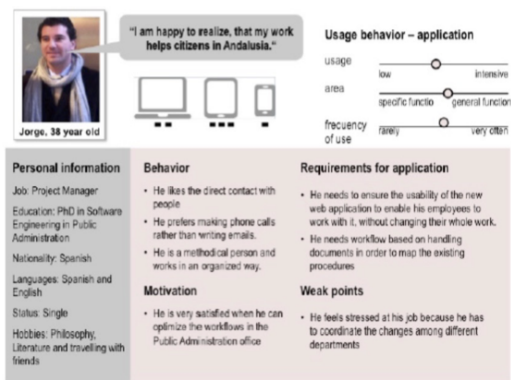 "I am happy to realize, that my work
helps citizens in Andalusia."
Jorge, 38 year old
Usage behavior – application
usage
low
intensive
area
specific functio
general function
frecuency
of use
rarely
very often
Personal information
Job: Project Manager
Education: PhD in Software
Engineering in Public
Administration
Nationality: Spanish
Languages: Spanish and
English
Status: Single
Hobbies: Philosophy,
Literature and travelling with
friends
Behavior
• He likes the direct contact with
people
• He prefers making phone calls
rather than writing emails.
• He is a methodical person and
works in an organized way.
Motivation
• He is very satisfied when he can
optimize the workflows in the
Public Administration office
Requirements for application
• He needs to ensure the usability of the new
web application to enable his employees to
work with it, without changing their whole work.
• He needs workflow based on handling
documents in order to map the existing
procedures
Weak points
• He feels stressed at his job because he has
to coordinate the changes among different
departments